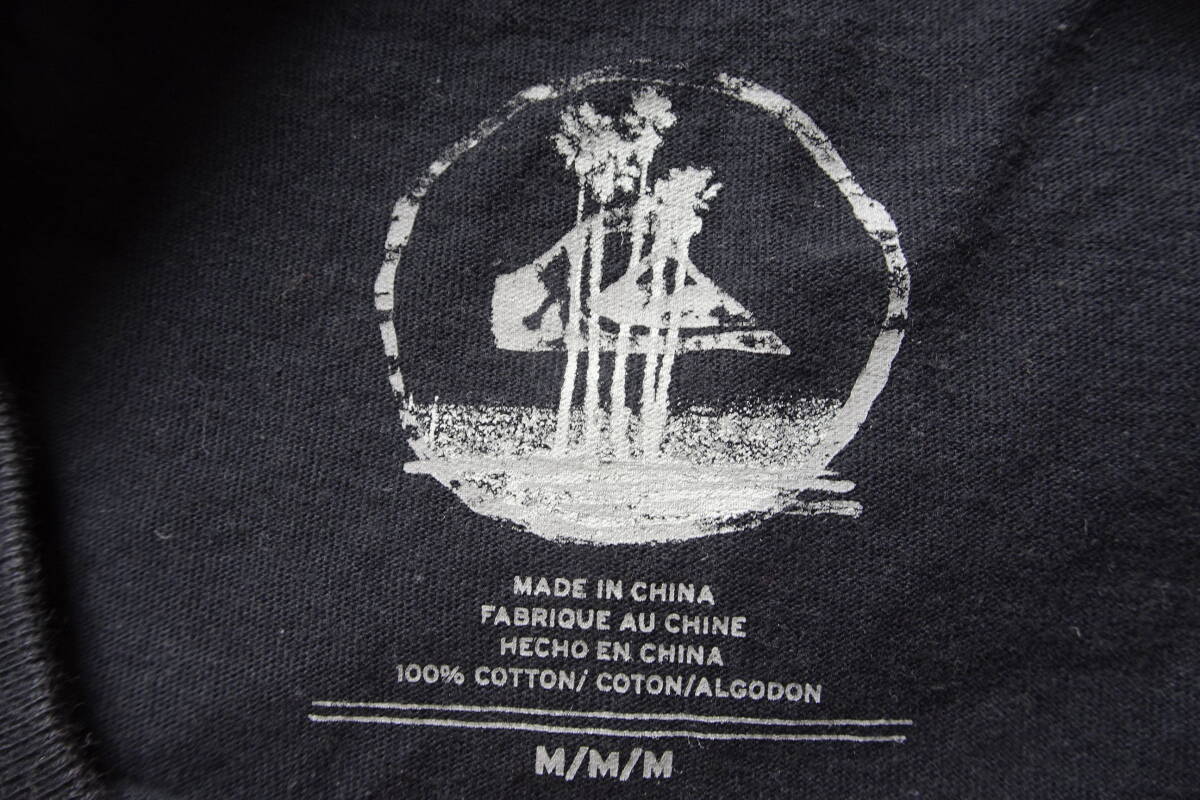 MADE IN CHINA
FABRIQUE AU CHINE
HECHO EN CHINA
100% COTTON/ COTON/ALGODON
M/M/M